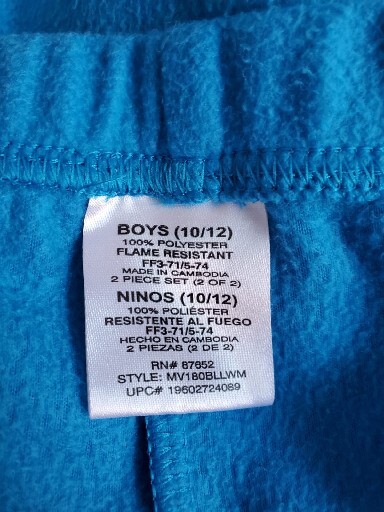 BOYS (10/12)
100% POLYESTER
FLAME RESISTANT
FF3-71/5-74
MADE IN CAMBODIA
2 PIECE SET (2 OF 2)
NINOS (10/12)
100% POLIÉSTER
RESISTENTE AL FUEGO
FF3-71/5-74
HECHO EN CAMBODIA
2 PIEZAS (2 DE 2)
RN# 87652
STYLE: MV180BLLWM
UPC# 19602724089